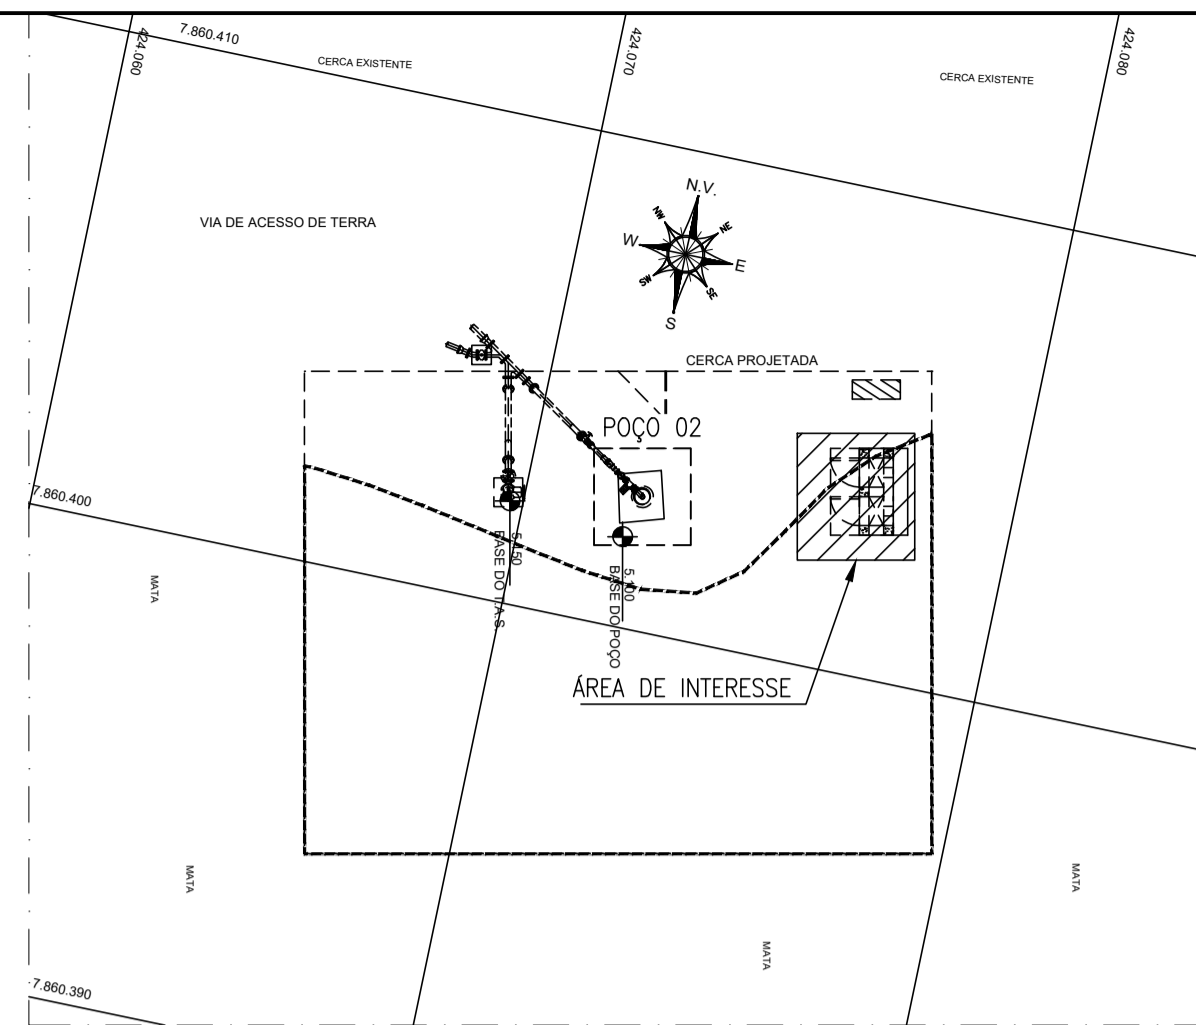 7.860.410
424.060
CERCA EXISTENTE
424.070
CERCA EXISTENTE
424.080
VIA DE ACESSO DE TERRA
N.V.
NW
NE
W
E
SW
SE
S
CERCA PROJETADA
POÇO 02
7.860.400
BASE DO T.A.S.
5.100
BASE DO POÇO
MATA
ÁREA DE INTERESSE
MATA
MATA
MATA
7.860.390